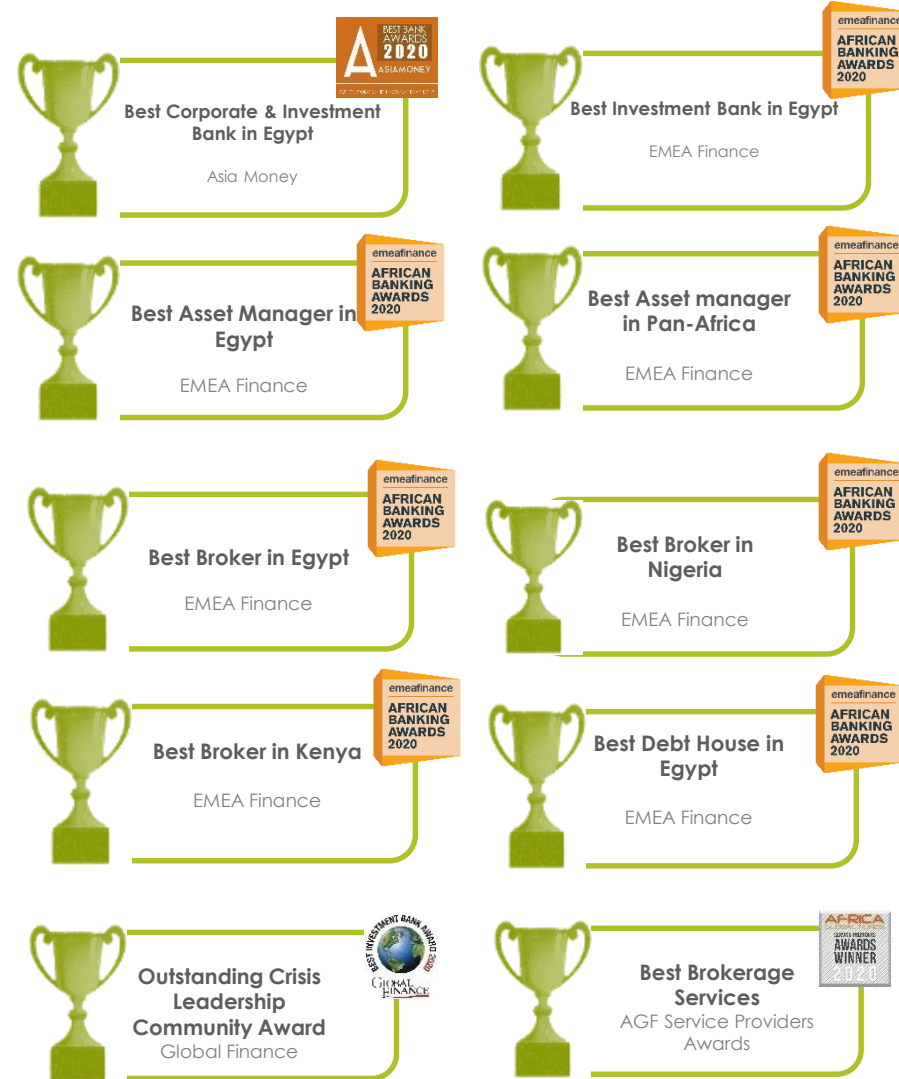 BEST BANK
AWARDS
2020
ASIAMONEY
Best Corporate & Investment
Bank in Egypt
Asia Money
emeafinance
AFRICAN
BANKING
AWARDS
2020
Best Investment Bank in Egypt
EMEA Finance
emeafinance
AFRICAN
BANKING
AWARDS
2020
Best Asset Manager in
Egypt
EMEA Finance
emeafinance
AFRICAN
BANKING
AWARDS
2020
Best Asset manager
in Pan-Africa
EMEA Finance
emeafinance
AFRICAN
BANKING
AWARDS
2020
Best Broker in Egypt
EMEA Finance
emeafinance
AFRICAN
BANKING
AWARDS
2020
Best Broker in
Nigeria
EMEA Finance
emeafinance
AFRICAN
BANKING
AWARDS
2020
Best Broker in Kenya
EMEA Finance
emeafinance
AFRICAN
BANKING
AWARDS
2020
Best Debt House in
Egypt
EMEA Finance
BEST INVESTMENT BANK AWARD 2020
GLOBAL
FINANCE
Outstanding Crisis
Leadership
Community Award
Global Finance
AFRICA
GLOBAL FUNDS
SERVICE PROVIDERS
AWARDS
WINNER
2020
Best Brokerage
Services
AGF Service Providers
Awards